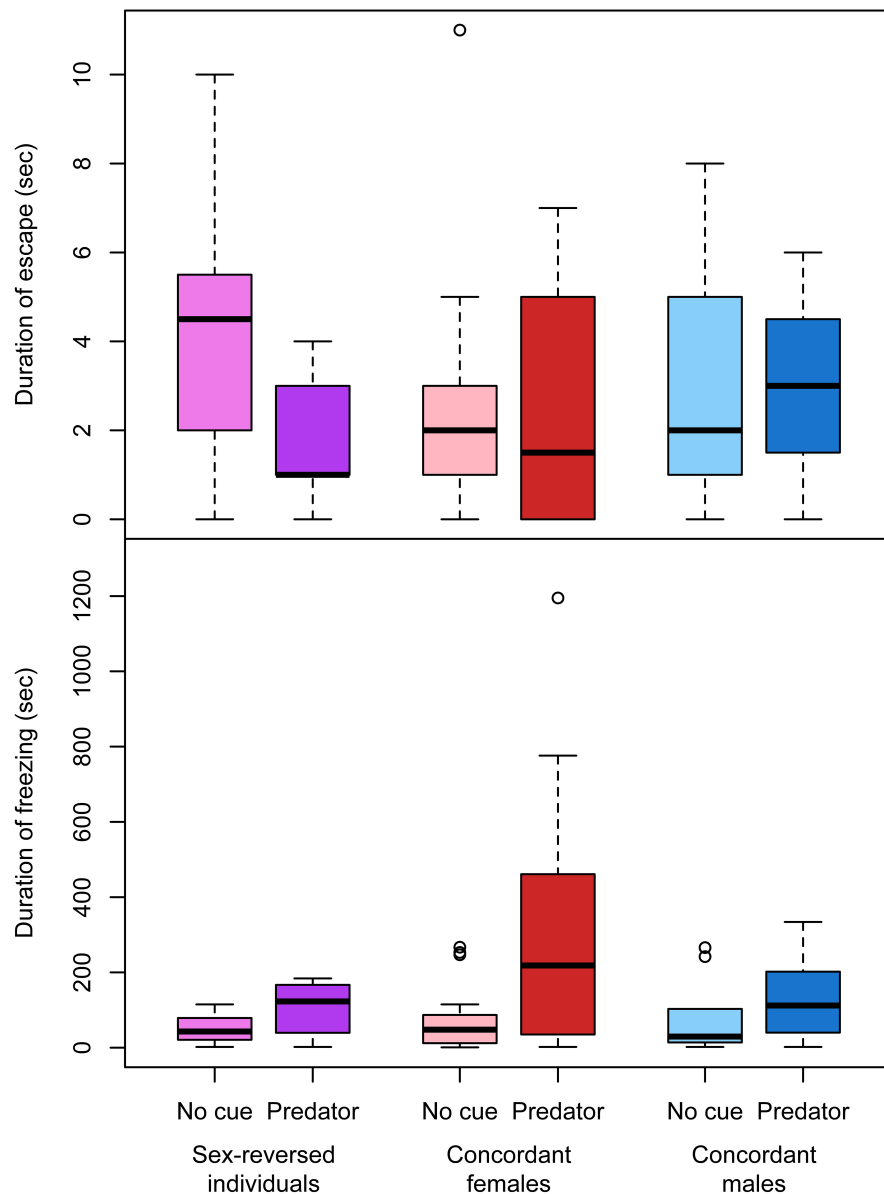 Duration of escape (sec)
10
8
6
4
2
0
Duration of freezing (sec)
1200
1000
800
600
400
200
0
No cue Predator No cue Predator No cue Predator
Sex-reversed individuals
Concordant females
Concordant males